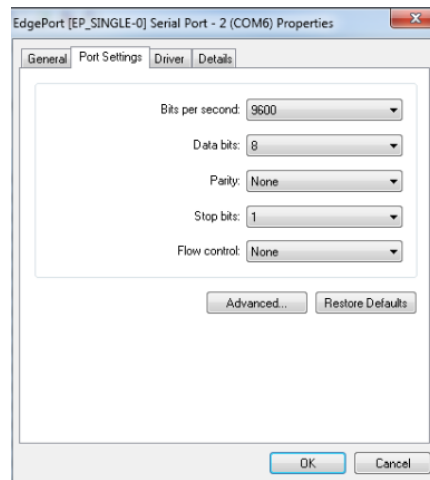 EdgePort [EP_SINGLE-0] Serial Port - 2 (COM6) Properties
General Port Settings Driver Details
Bits per second: 9600
Data bits: 8
Parity: None
Stop bits: 1
Flow control: None
Advanced... Restore Defaults
OK Cancel